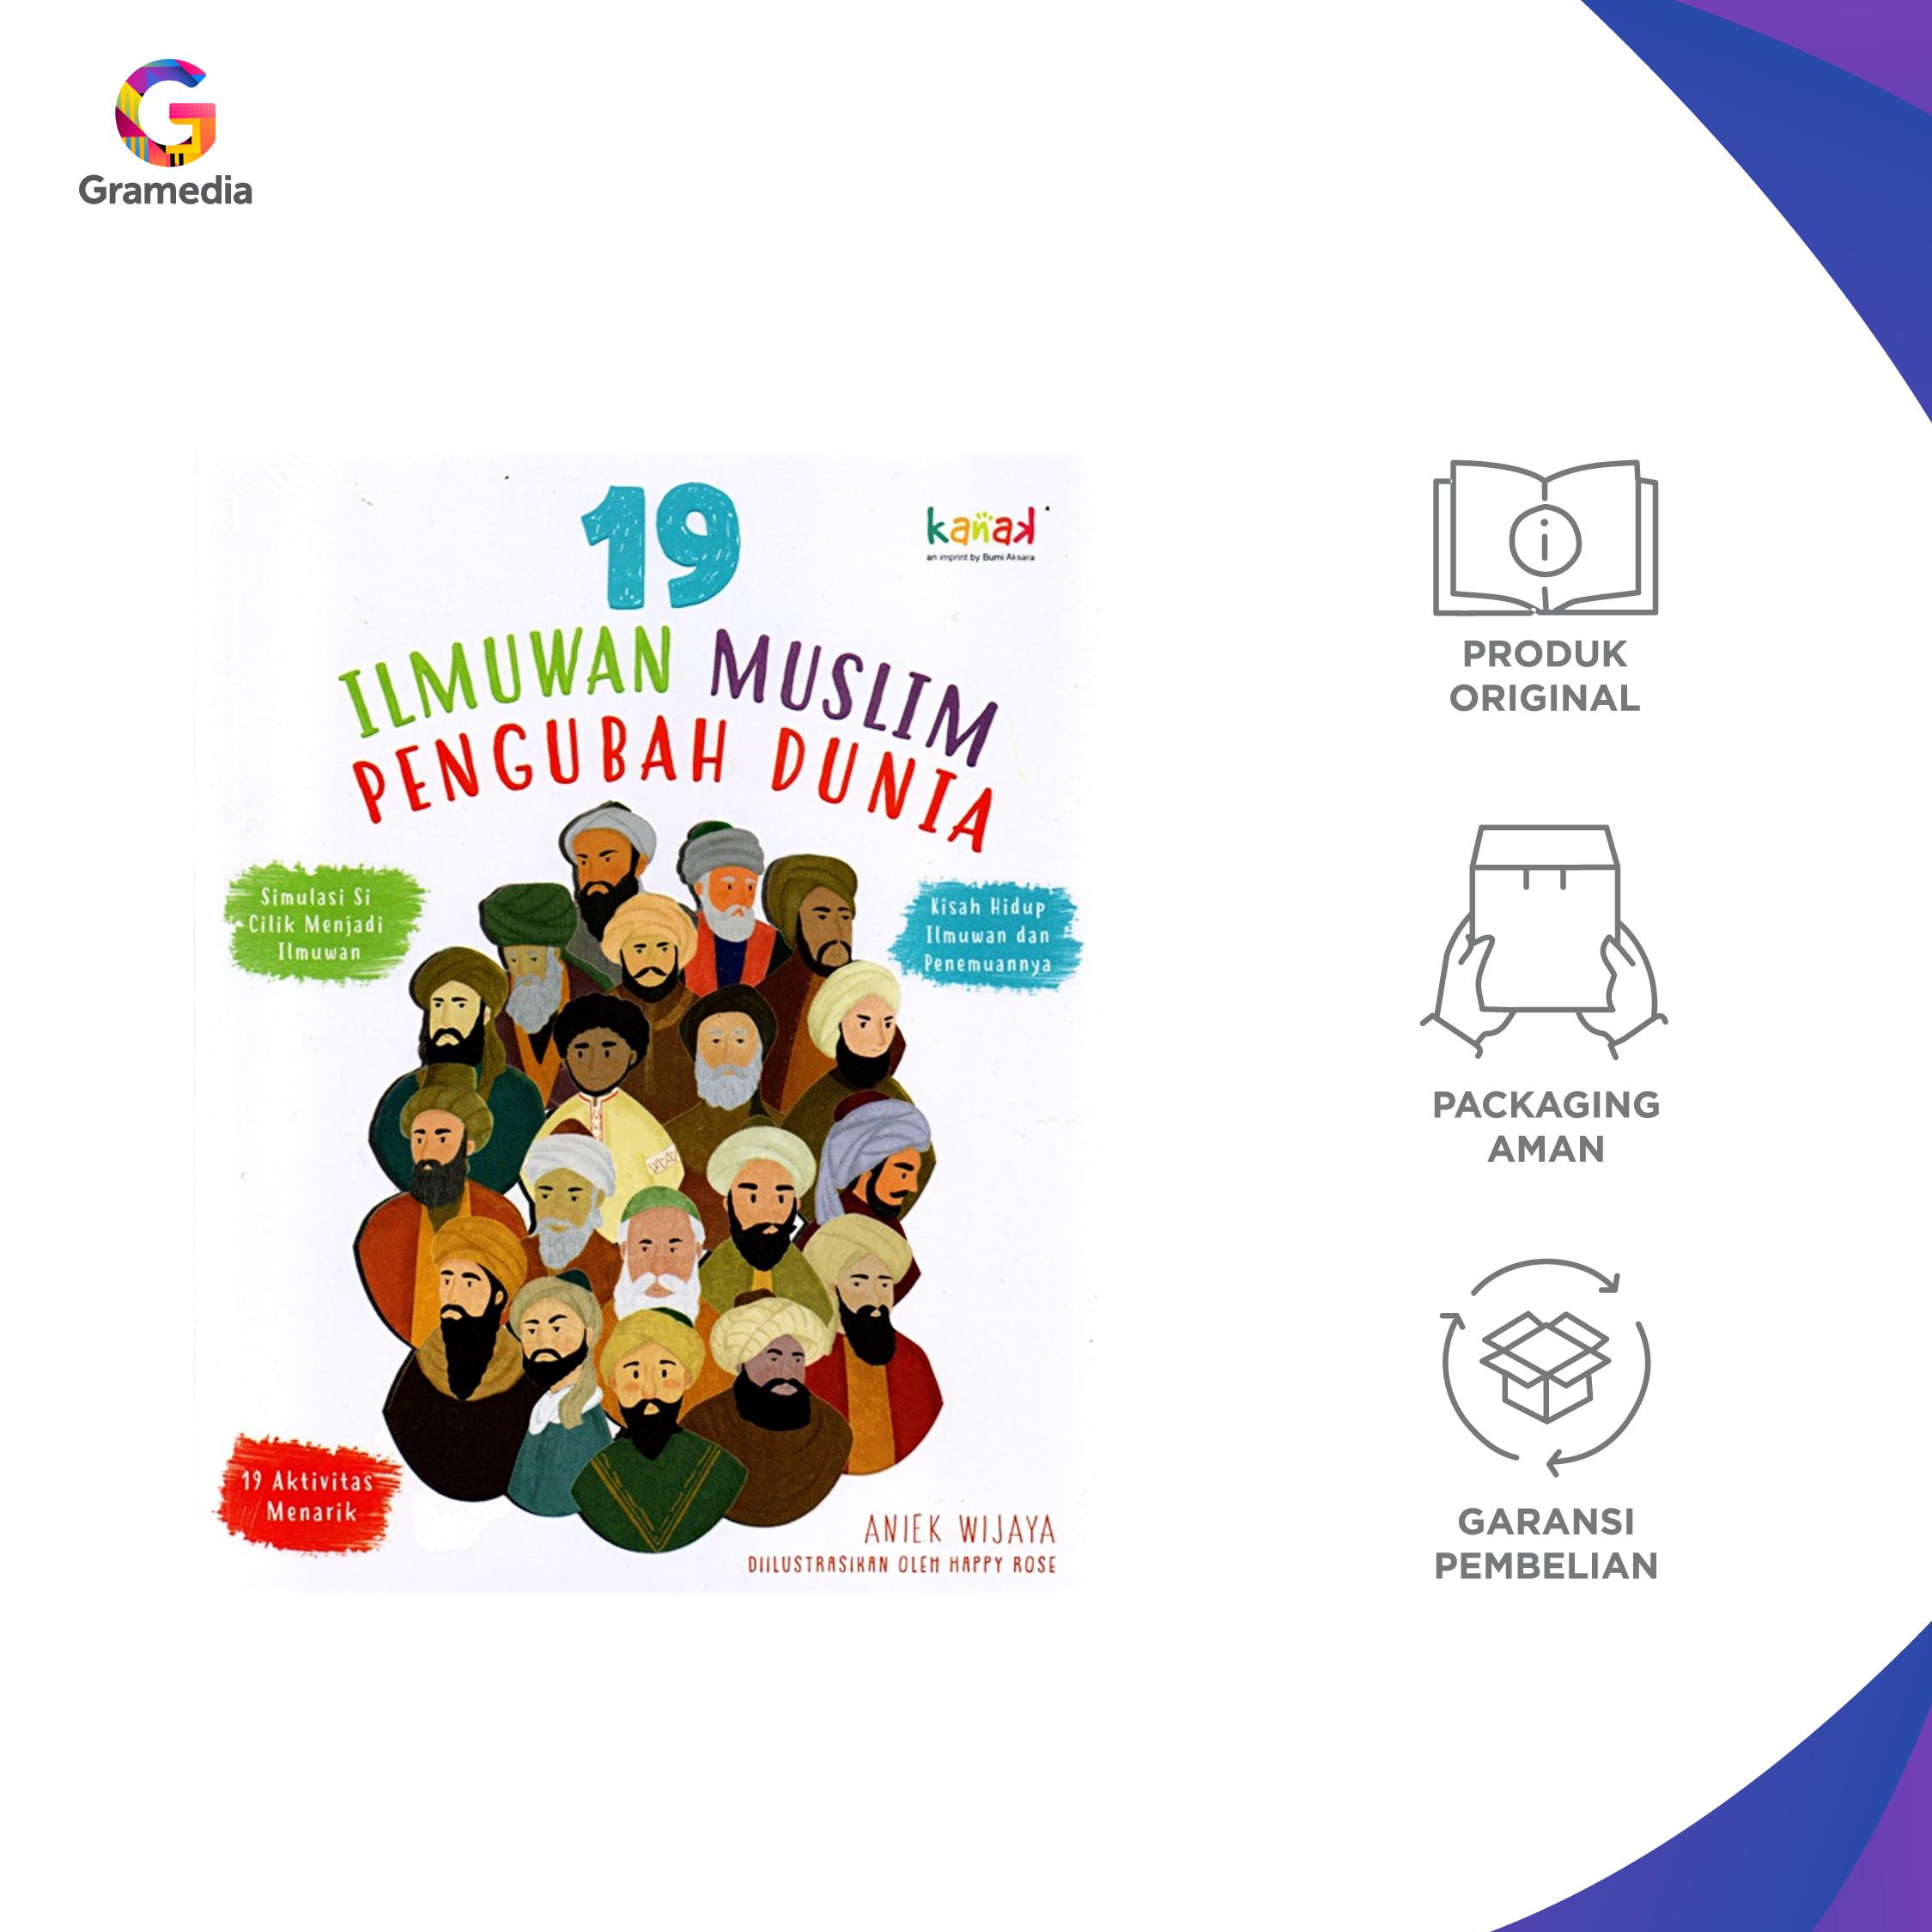 Gramedia
19
kanak
an imprint by Bumi Aksara
ILMUWAN MUSLIM
PENGUBAH DUNIA
Simulasi Si
Cilik Menjadi
Ilmuwan
Kisah Hidup
Ilmuwan dan
Penemuannya
19 Aktivitas
Menarik
ANIEK WIJAYA
DIILUSTRASIKAN OLEH HAPPY ROSE
PRODUK
ORIGINAL
PACKAGING
AMAN
GARANSI
PEMBELIAN